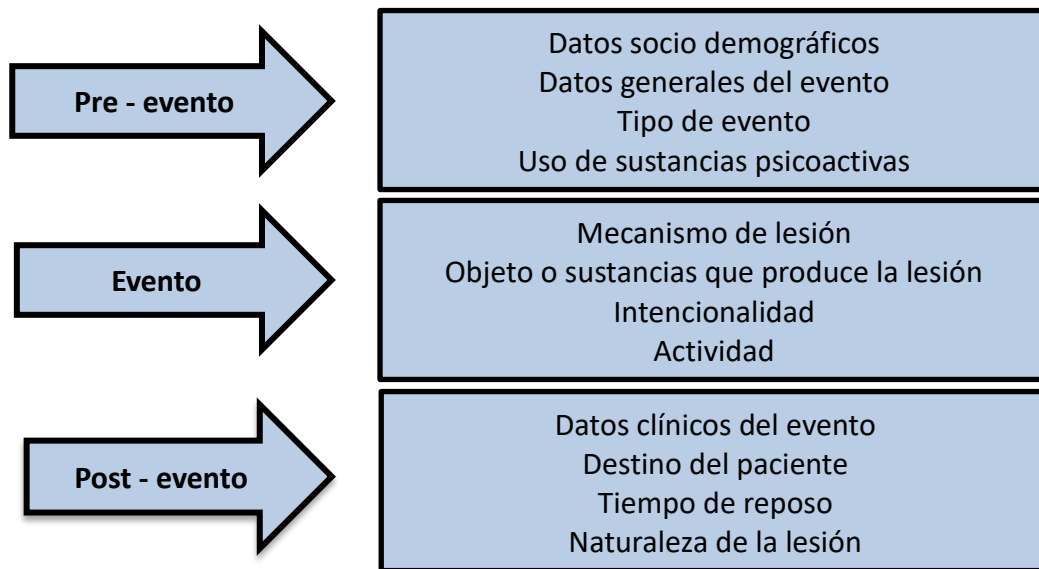 Pre - evento
Datos socio demográficos
Datos generales del evento
Tipo de evento
Uso de sustancias psicoactivas
Evento
Mecanismo de lesión
Objeto o sustancias que produce la lesión
Intencionalidad
Actividad
Post - evento
Datos clínicos del evento
Destino del paciente
Tiempo de reposo
Naturaleza de la lesión